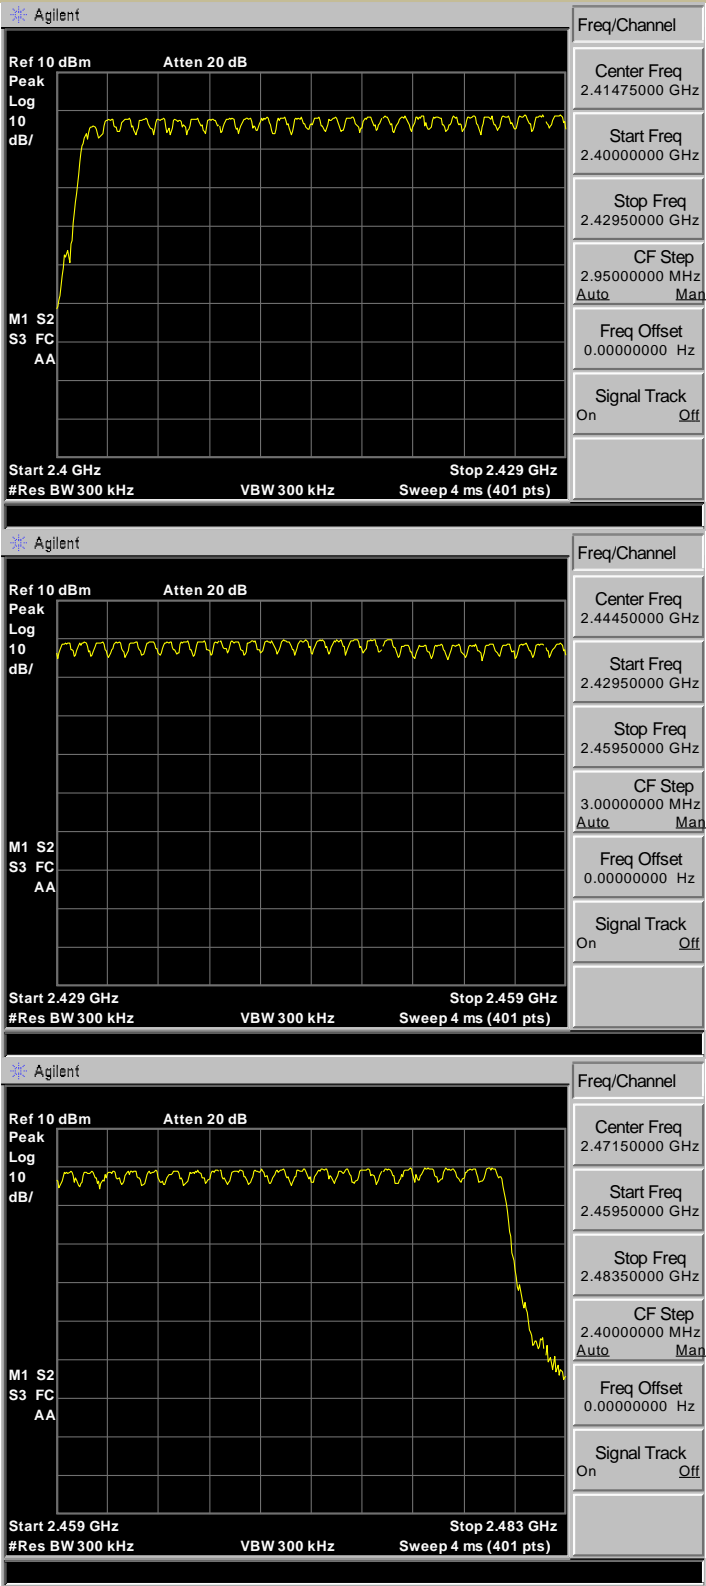 Agilent
Freq/Channel
Ref 10 dBm Atten 20 dB
Peak
Log
10
dB/
Center Freq
2.41475000 GHz
Start Freq
2.40000000 GHz
Stop Freq
2.42950000 GHz
CF Step
2.95000000 MHz
Auto Man
M1 S2
S3 FC
AA
Freq Offset
0.00000000 Hz
Signal Track
On Off
Start 2.4 GHz Stop 2.429 GHz
#Res BW 300 kHz VBW 300 kHz Sweep 4 ms (401 pts)
Agilent
Freq/Channel
Ref 10 dBm Atten 20 dB
Peak
Log
10
dB/
Center Freq
2.44450000 GHz
Start Freq
2.42950000 GHz
Stop Freq
2.45950000 GHz
CF Step
3.00000000 MHz
Auto Man
M1 S2
S3 FC
AA
Freq Offset
0.00000000 Hz
Signal Track
On Off
Start 2.429 GHz Stop 2.459 GHz
#Res BW 300 kHz VBW 300 kHz Sweep 4 ms (401 pts)
Agilent
Freq/Channel
Ref 10 dBm Atten 20 dB
Peak
Log
10
dB/
Center Freq
2.47150000 GHz
Start Freq
2.45950000 GHz
Stop Freq
2.48350000 GHz
CF Step
2.40000000 MHz
Auto Man
M1 S2
S3 FC
AA
Freq Offset
0.00000000 Hz
Signal Track
On Off
Start 2.459 GHz Stop 2.483 GHz
#Res BW 300 kHz VBW 300 kHz Sweep 4 ms (401 pts)